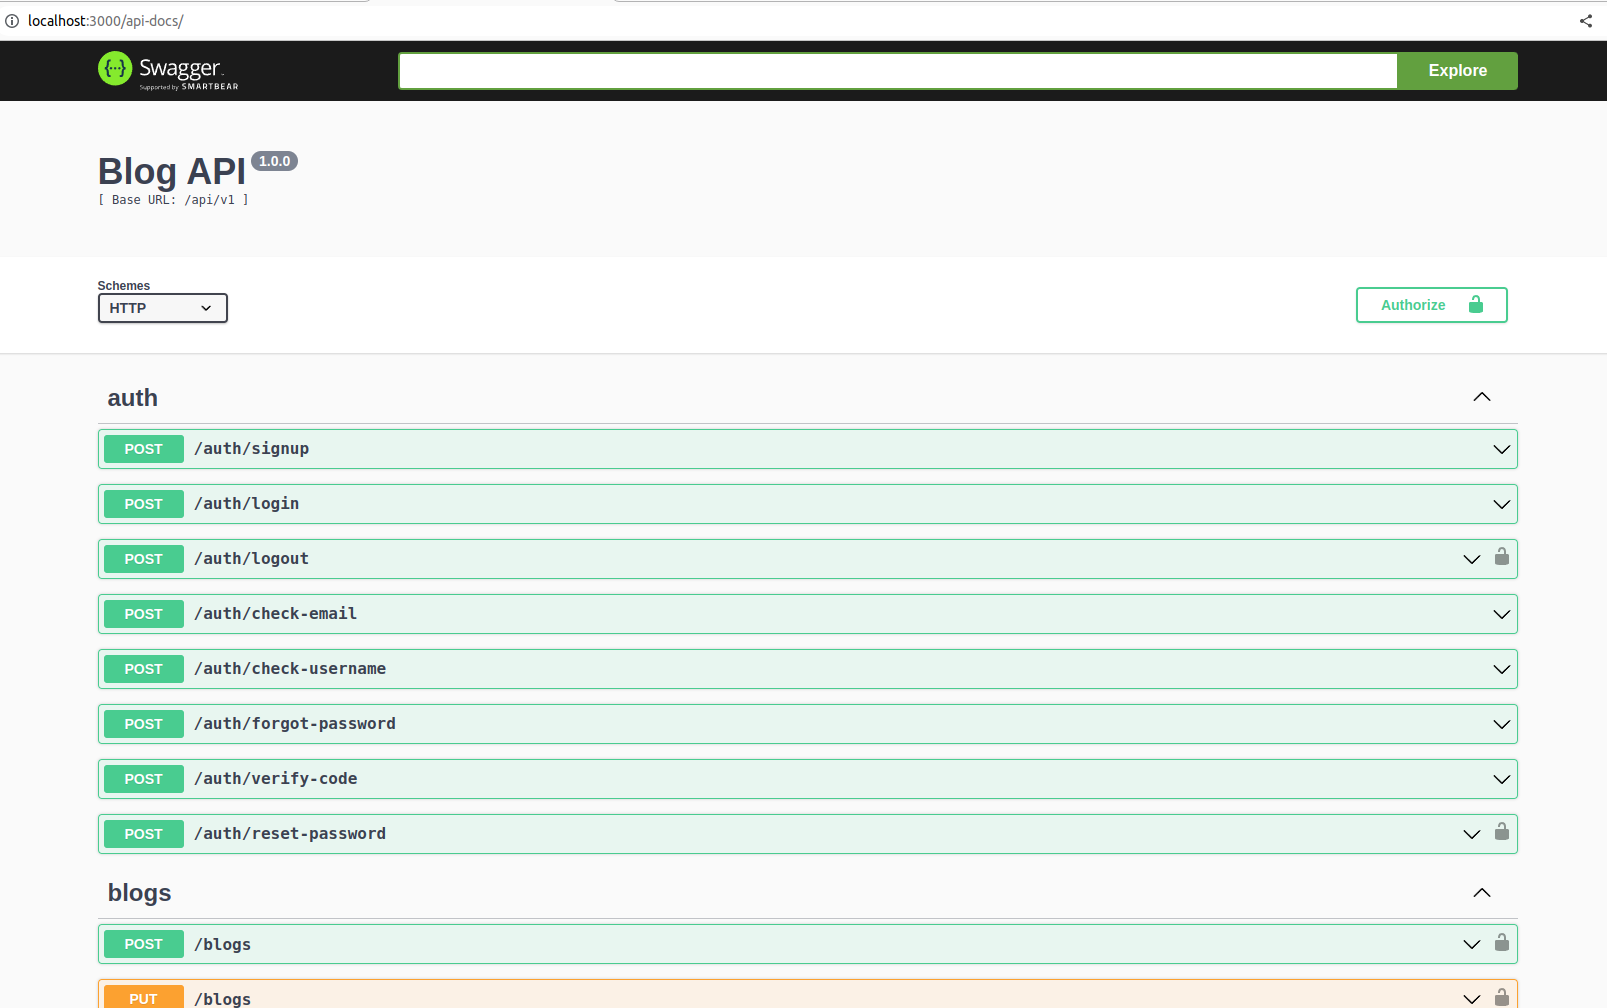 localhost:3000/api-docs/
{···} Swagger.
Supported by SMARTBEAR
Explore
Blog API 1.0.0
[ Base URL: /api/v1 ]
Schemes
HTTP
Authorize
auth
POST /auth/signup
POST /auth/login
POST /auth/logout
POST /auth/check-email
POST /auth/check-username
POST /auth/forgot-password
POST /auth/verify-code
POST /auth/reset-password
blogs
POST /blogs
PUT /blogs